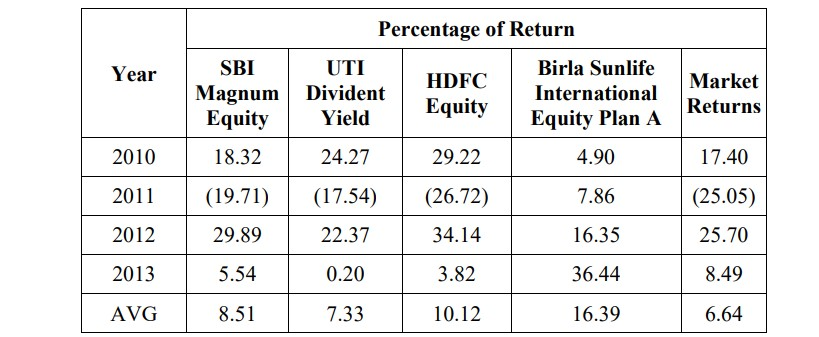 Year
Percentage of Return
SBI
Magnum
Equity
UTI
Divident
Yield
HDFC
Equity
Birla Sunlife
International
Equity Plan A
Market
Returns
2010 18.32 24.27 29.22 4.90 17.40
2011 (19.71) (17.54) (26.72) 7.86 (25.05)
2012 29.89 22.37 34.14 16.35 25.70
2013 5.54 0.20 3.82 36.44 8.49
AVG 8.51 7.33 10.12 16.39 6.64